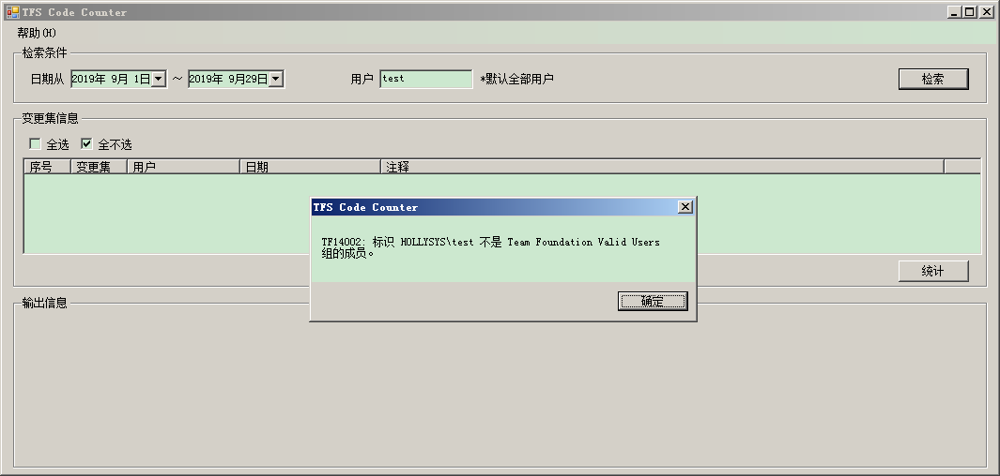 TFS Code Counter
帮助(H)
检索条件
日期从 2019年 9月 1日 ～ 2019年 9月29日 用户 test *默认全部用户 检索
变更集信息
全选 全不选
序号 变更集 用户 日期 注释
TFS Code Counter
TF14002: 标识 HOLLYSYS\test 不是 Team Foundation Valid Users
组的成员。
确定
统计
输出信息